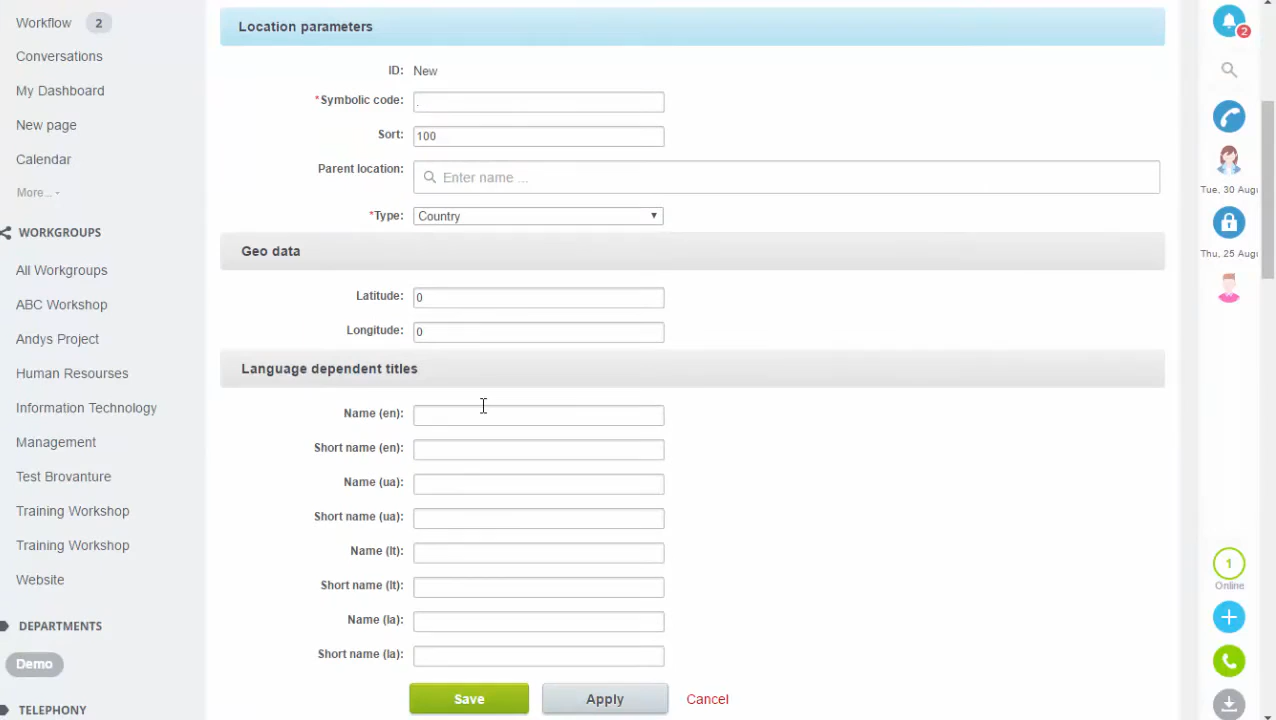 Workflow 2
Conversations
My Dashboard
New page
Calendar
More...
WORKGROUPS
All Workgroups
ABC Workshop
Andys Project
Human Resourses
Information Technology
Management
Test Brovanture
Training Workshop
Training Workshop
Website
DEPARTMENTS
Demo
TELEPHONY
Location parameters
ID: New
*Symbolic code: .
Sort: 100
Parent location: Enter name ...
*Type: Country
Geo data
Latitude: 0
Longitude: 0
Language dependent titles
Name (en):
Short name (en):
Name (ua):
Short name (ua):
Name (lt):
Short name (lt):
Name (la):
Short name (la):
Save Apply Cancel
2
Tue, 30 Augu
Thu, 25 Augu
1
Online